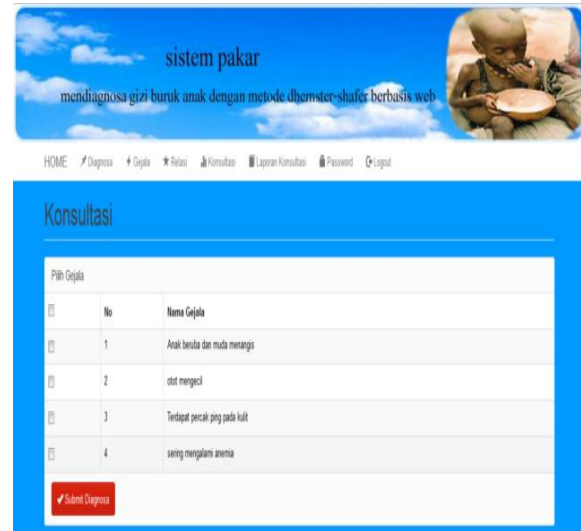 sistem pakar
mendiagnosa gizi buruk anak dengan metode dhemster-shafer berbasis web
HOME Diagnosa Gejala Relasi Konsultasi Laporan Konsultasi Password Logout
Konsultasi
Pilih Gejala
No Nama Gejala
1 Anak beruba dan muda menangis
2 otot mengecil
3 Terdapat percak ping pada kulit
4 sering mengalami anemia
Submit Diagnosa